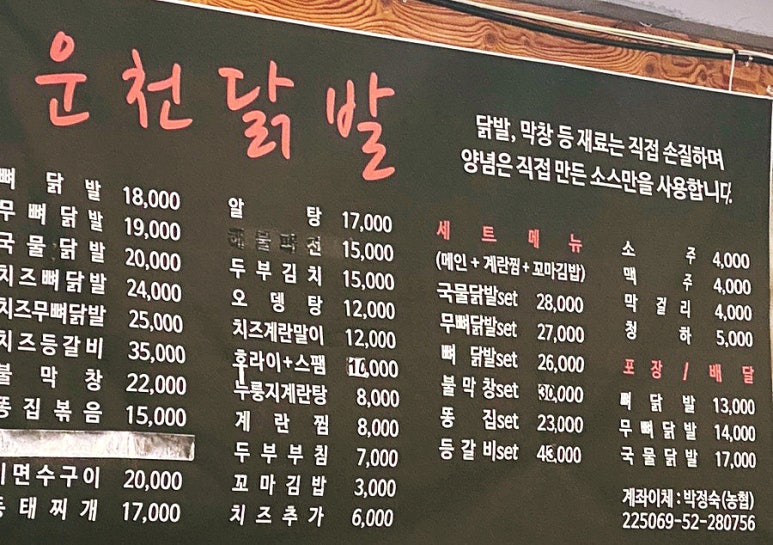 운천닭발
닭발, 막창 등 재료는 직접 손질하며
양념은 직접 만든 소스만을 사용합니다.
뼈 닭 발 18,000
무 뼈 닭 발 19,000
국 물 닭 발 20,000
치즈뼈닭발 24,000
치즈무뼈닭발 25,000
치즈등갈비 35,000
불 막 창 22,000
똥 집 볶 음 15,000
이면수구이 20,000
동 태 찌 개 17,000
알 탕 17,000
해 물 파 전 15,000
두 부 김 치 15,000
오 뎅 탕 12,000
치즈계란말이 12,000
후라이+스팸
누룽지계란탕 8,000
계 란 찜 8,000
두 부 부 침 7,000
꼬 마 김 밥 3,000
치 즈 추 가 6,000
세 트 메 뉴
(메인 + 계란찜 + 꼬마김밥)
국물닭발set 28,000
무뼈닭발set 27,000
뼈 닭발set 26,000
불 막창set
똥 집set 23,000
등 갈비set
소 주 4,000
맥 주 4,000
막 걸 리 4,000
청 하 5,000
포 장 / 배 달
뼈 닭 발 13,000
무 뼈 닭 발 14,000
국 물 닭 발 17,000
계좌이체 : 박정숙(농협)
225069-52-280756